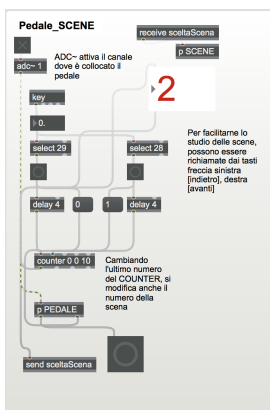 Pedale_SCENE
receive sceltaScena
p SCENE
adc~ 1
ADC~ attiva il canale
dove è collocato il
pedale
2
key
0.
select 29
select 28
Per facilitarne lo
studio delle scene,
possono essere
richiamate dai tasti
freccia sinistra
[indietro], destra
[avanti]
delay 4
0
1
delay 4
counter 0 0 10
Cambiando
l'ultimo numero
del COUNTER, si
modifica anche il
numero della
scena
p PEDALE
send sceltaScena